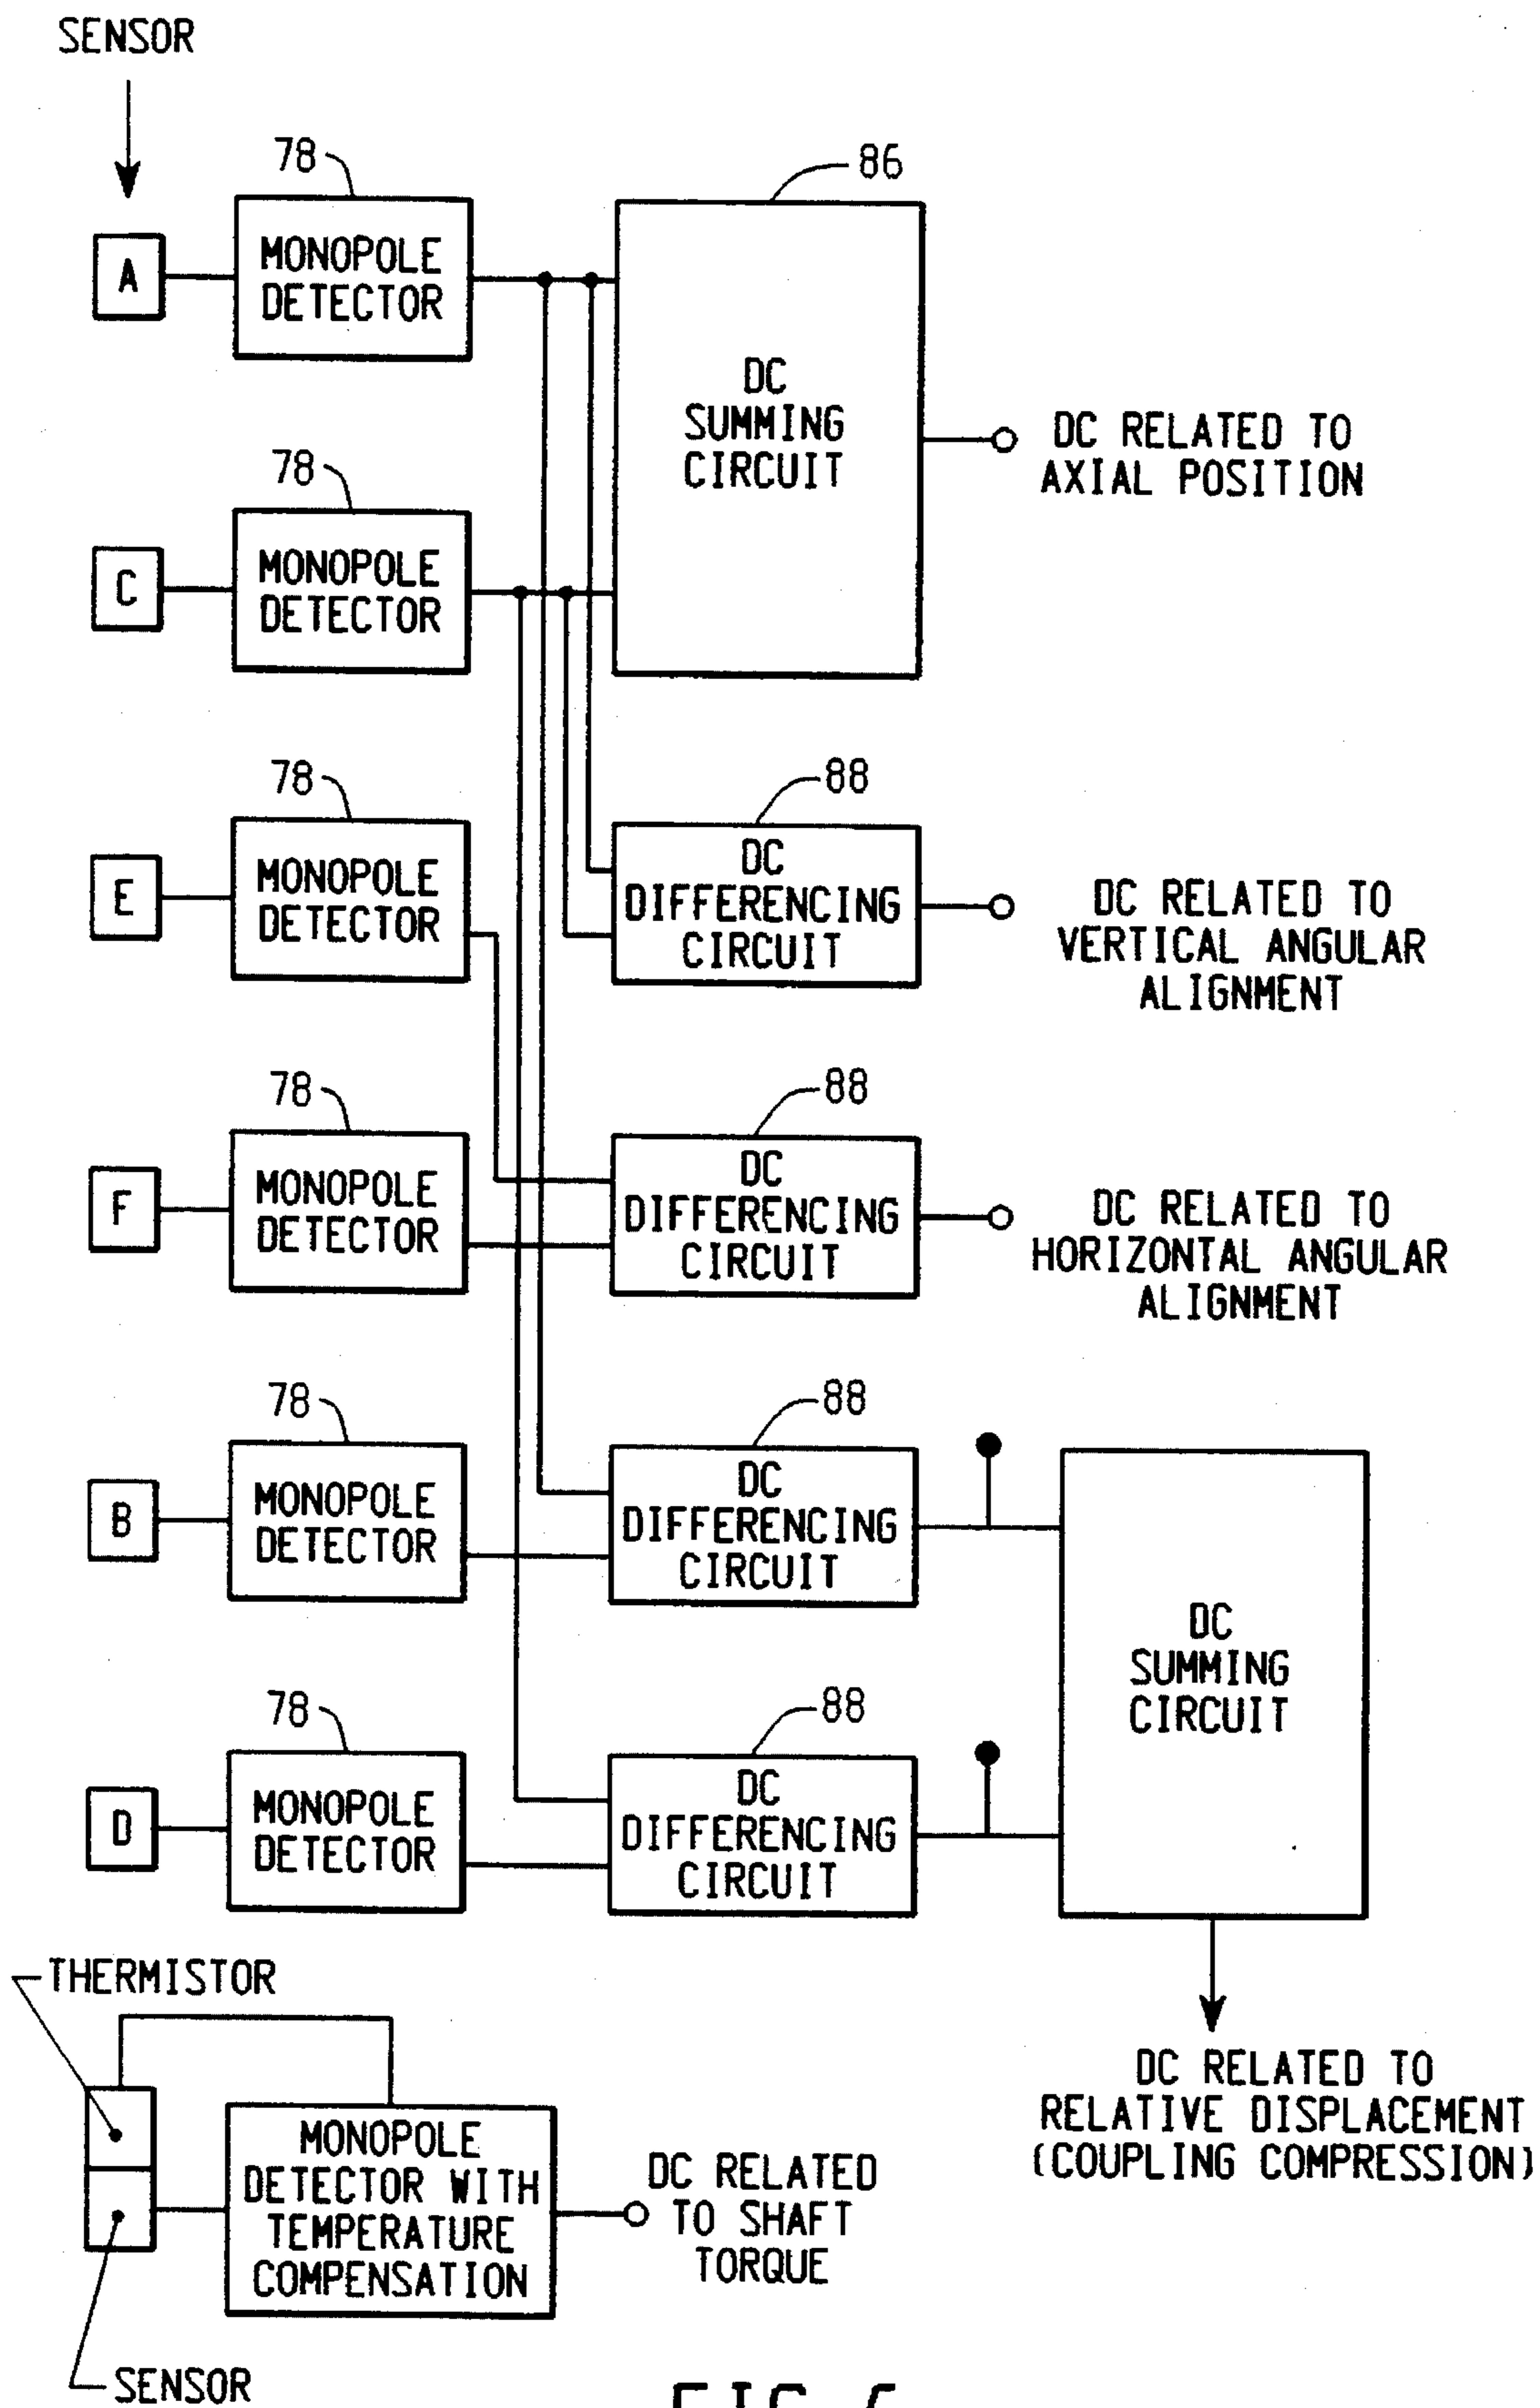 SENSOR
78
86
A
MONOPOLE
DETECTOR
DC
SUMMING
CIRCUIT
DC RELATED TO
AXIAL POSITION
78
C
MONOPOLE
DETECTOR
78
88
E
MONOPOLE
DETECTOR
DC
DIFFERENCING
CIRCUIT
DC RELATED TO
VERTICAL ANGULAR
ALIGNMENT
78
88
F
MONOPOLE
DETECTOR
DC
DIFFERENCING
CIRCUIT
DC RELATED TO
HORIZONTAL ANGULAR
ALIGNMENT
78
88
B
MONOPOLE
DETECTOR
DC
DIFFERENCING
CIRCUIT
DC
SUMMING
CIRCUIT
78
88
D
MONOPOLE
DETECTOR
DC
DIFFERENCING
CIRCUIT
THERMISTOR
DC RELATED TO
RELATIVE DISPLACEMENT
(COUPLING COMPRESSION)
MONOPOLE
DETECTOR WITH
TEMPERATURE
COMPENSATION
DC RELATED
TO SHAFT
TORQUE
SENSOR